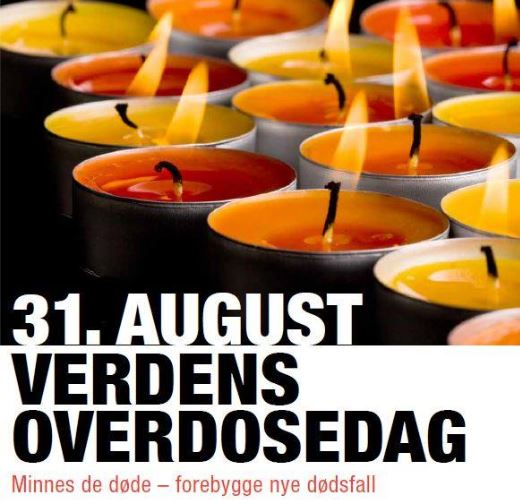 31. AUGUST
VERDENS
OVERDOSEDAG
Minnes de døde – forebygge nye dødsfall